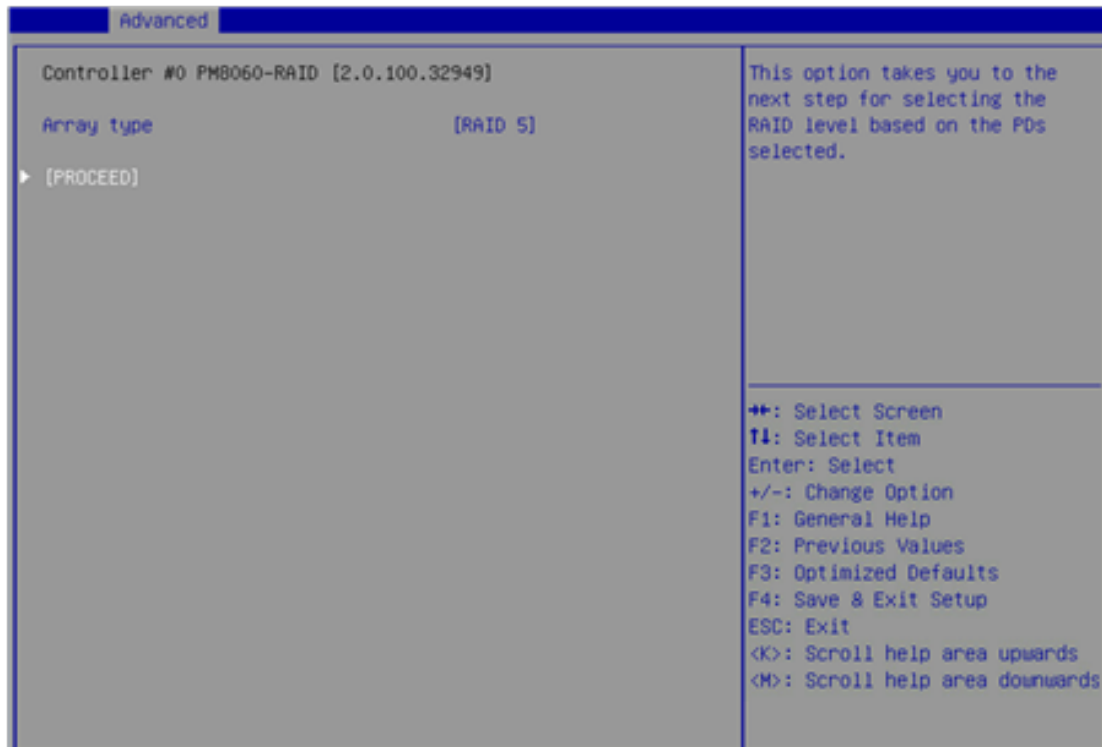 Advanced
Controller #0 PM8060-RAID [2.0.100.32949]
Array type [RAID 5]
[PROCEED]
This option takes you to the
next step for selecting the
RAID level based on the PDs
selected.
→←: Select Screen
↑↓: Select Item
Enter: Select
+/-: Change Option
F1: General Help
F2: Previous Values
F3: Optimized Defaults
F4: Save & Exit Setup
ESC: Exit
<K>: Scroll help area upwards
<M>: Scroll help area downwards